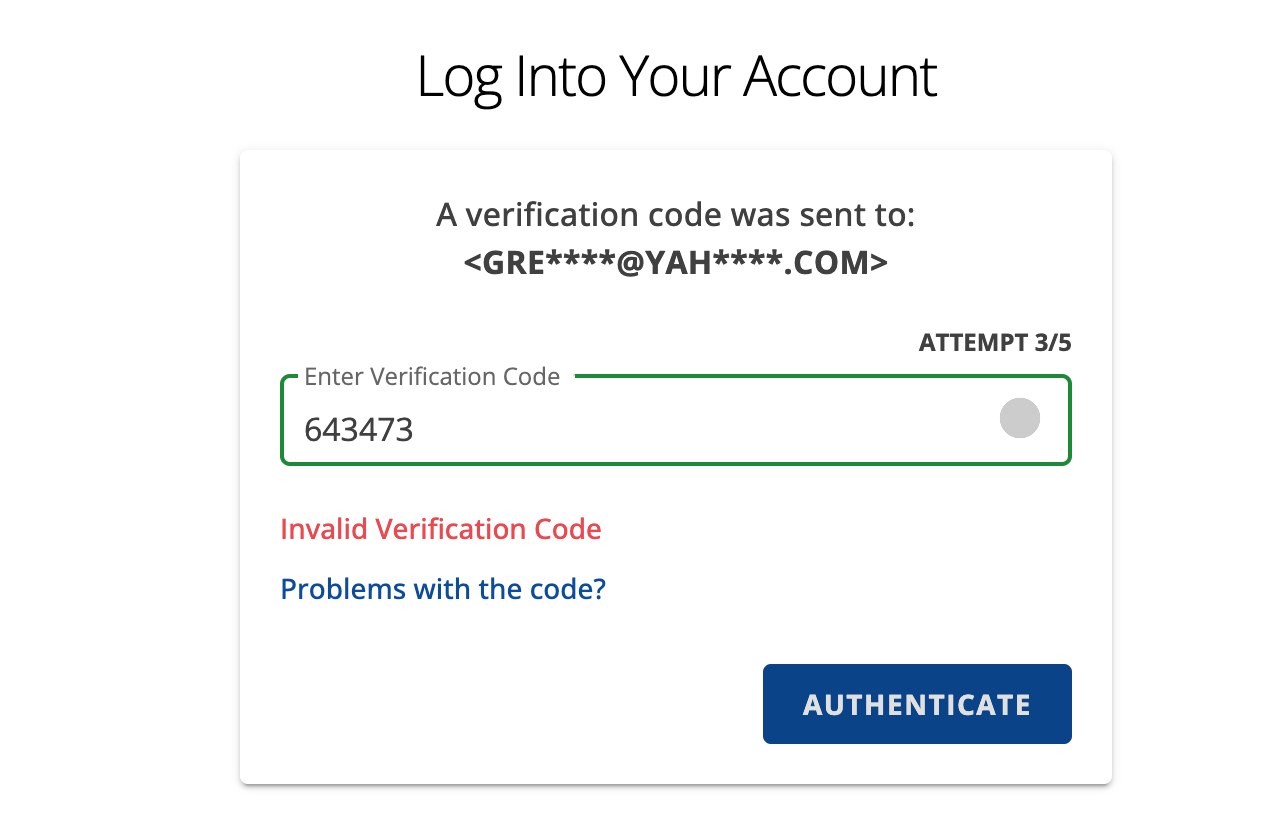 Log Into Your Account
A verification code was sent to:
<GRE****@YAH****.COM>
ATTEMPT 3/5
Enter Verification Code
643473
Invalid Verification Code
Problems with the code?
AUTHENTICATE